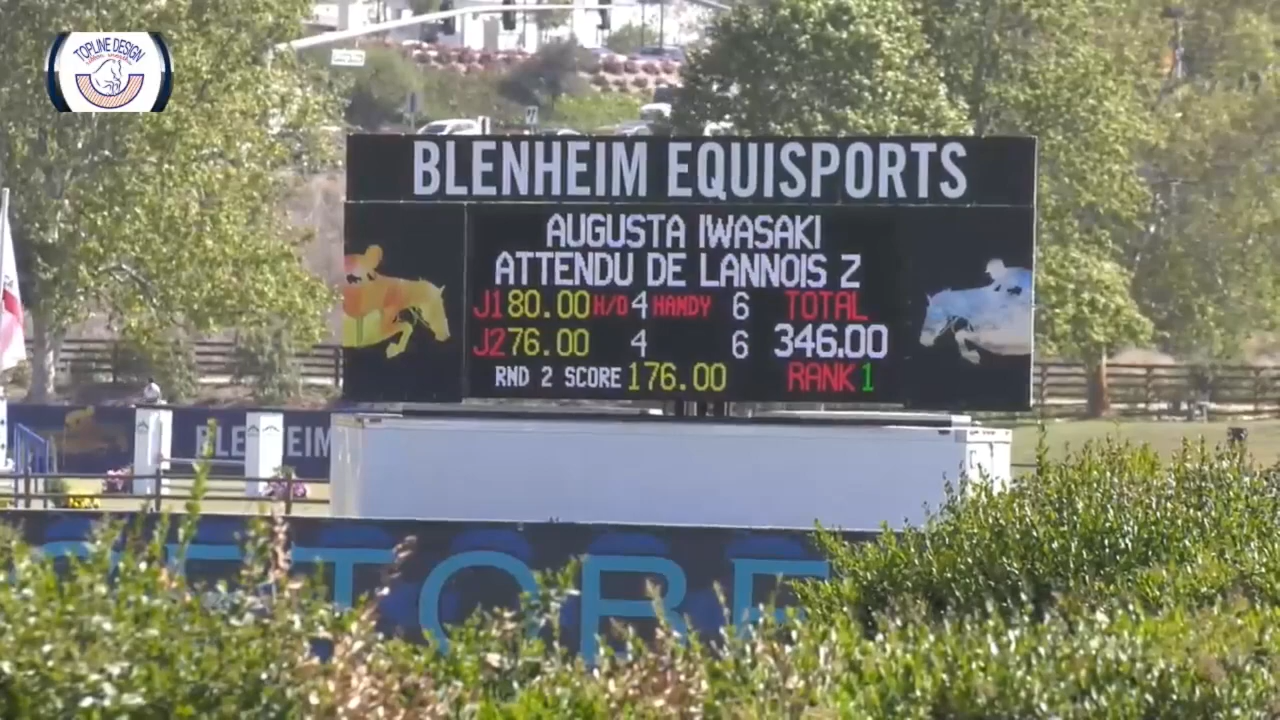 TOPLINE DESIGN
BLENHEIM EQUISPORTS
AUGUSTA IWASAKI
ATTENDU DE LANNOIS Z
J1 80.00 H/O 4 HANDY 6 TOTAL
J2 76.00 4 6 346.00
RND 2 SCORE 176.00 RANK 1
BLENHEIM